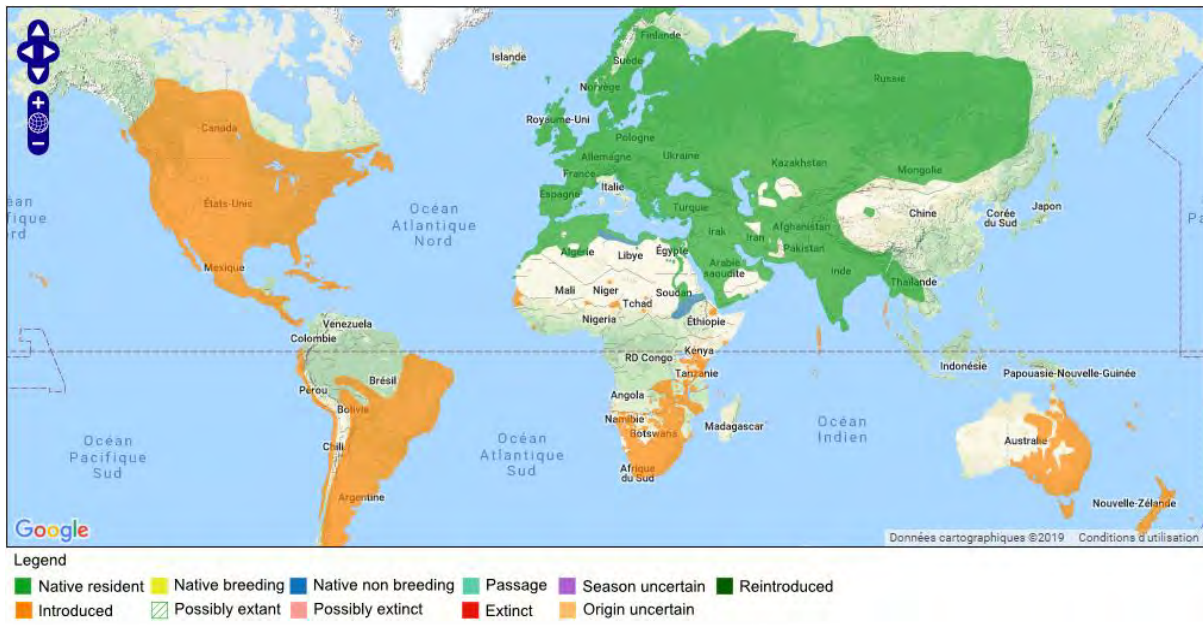 Islande
Finlande
Suède
Norvège
Russie
Canada
Royaume-Uni
Pologne
Allemagne
Ukraine
France
Kazakhstan
Mongolie
Italie
Espagne
États-Unis
Océan
Atlantique
Nord
Turquie
Chine
Corée
du Sud
Japon
Irak
Iran
Afghanistan
Pakistan
Algérie
Libye
Égypte
Arabie
saoudite
Inde
Mexique
Mali
Niger
Tchad
Soudan
Thaïlande
Nigeria
Éthiopie
Venezuela
Colombie
RD Congo
Kenya
Tanzanie
Indonésie
Papouasie-Nouvelle-Guinée
Pérou
Brésil
Angola
Bolivie
Namibie
Botswana
Madagascar
Océan
Indien
Australie
Océan
Pacifique
Sud
Chili
Océan
Atlantique
Sud
Afrique
du Sud
Argentine
Nouvelle-Zélande
Google
Données cartographiques ©2019 Conditions d'utilisation
Legend
Native resident Native breeding Native non breeding Passage Season uncertain Reintroduced
Introduced Possibly extant Possibly extinct Extinct Origin uncertain